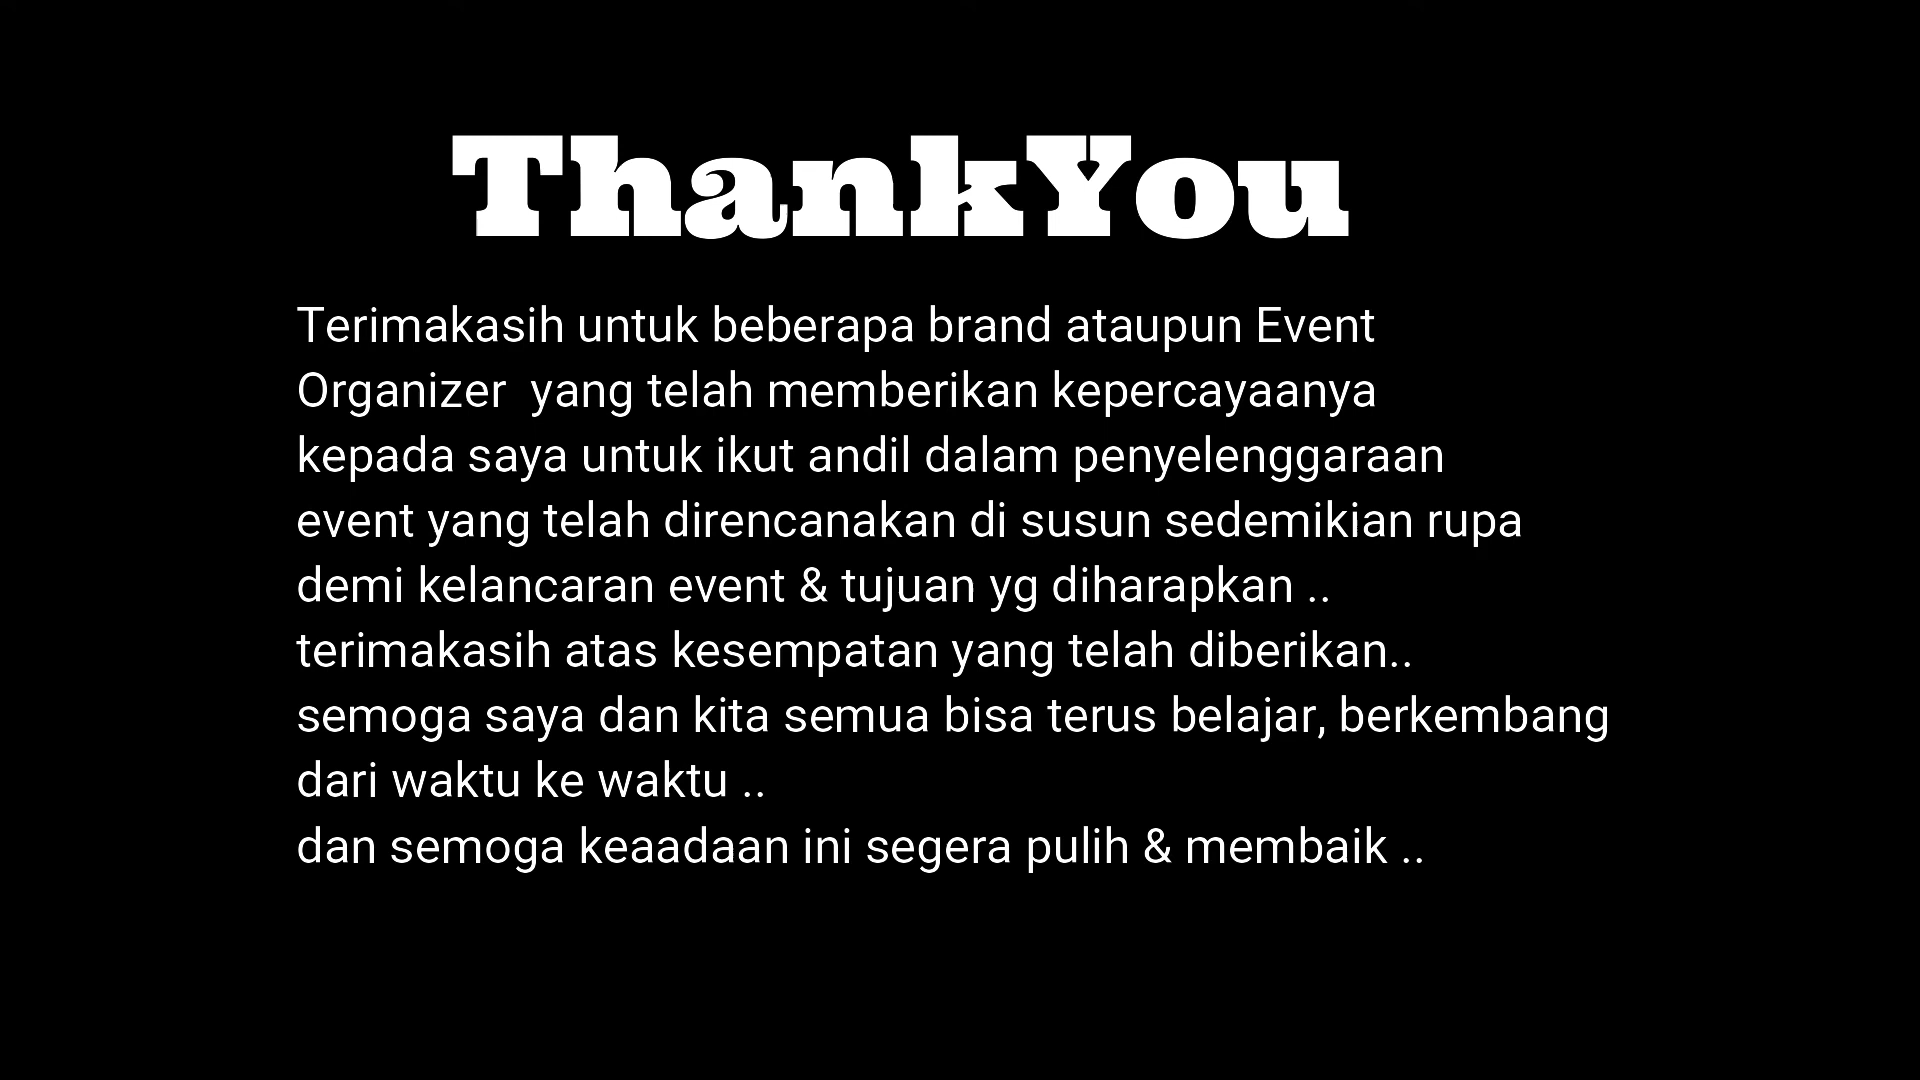 ThankYou
Terimakasih untuk beberapa brand ataupun Event
Organizer  yang telah memberikan kepercayaanya
kepada saya untuk ikut andil dalam penyelenggaraan
event yang telah direncanakan di susun sedemikian rupa
demi kelancaran event & tujuan yg diharapkan ..
terimakasih atas kesempatan yang telah diberikan..
semoga saya dan kita semua bisa terus belajar, berkembang
dari waktu ke waktu ..
dan semoga keaadaan ini segera pulih & membaik ..